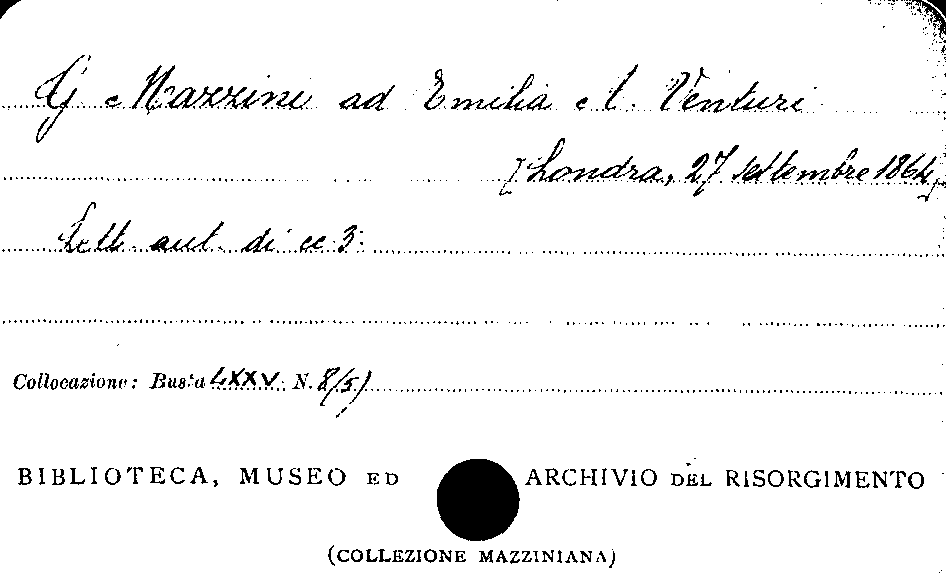 G Mazzini ad Emilia A. Venturi
[Londra, 27 settembre 1864]
Lett. aut. di cc 3.
Collocazione: Busta LXXV N. 8/5)
BIBLIOTECA, MUSEO ED ARCHIVIO DEL RISORGIMENTO
(COLLEZIONE MAZZINIANA)